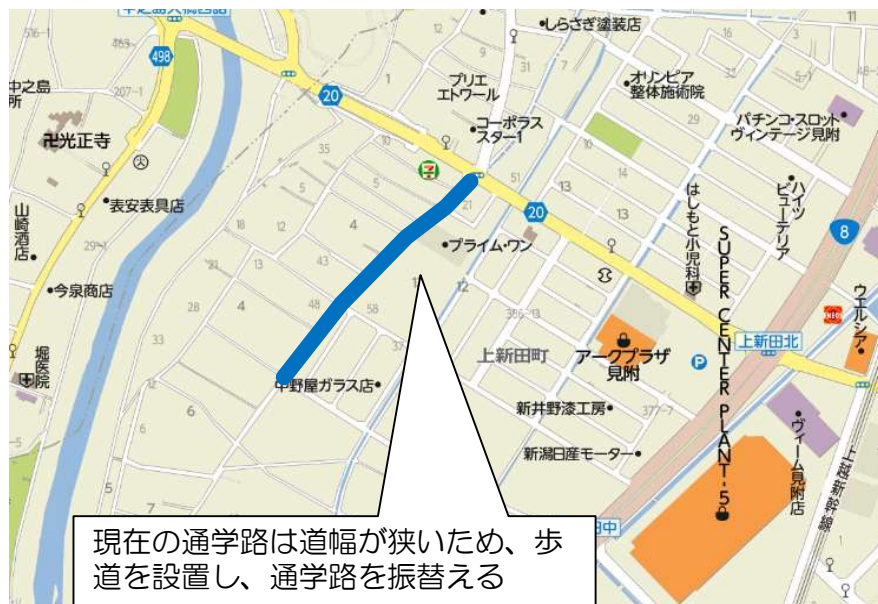 中之島大橋西詰
しらさぎ塗装店
498
20
プリエ
エトワール
オリンピア
整体施術院
中之島
所
コーポラス
スター1
パチンコ・スロット
ヴィンテージ見附
卍光正寺
表安表具店
山崎酒店
今泉商店
堀医院
プライム・ワン
20
はしもと小児科
ハイツ
ビューテリア
8
SUPER CENTER PLANT-5
上新田町
アークプラザ
見附
P
上新田北
ウエルシア
中野屋ガラス店
新井野漆工房
新潟日産モーター
ヴィーム見附店
上越新幹線
田中
現在の通学路は道幅が狭いため、歩
道を設置し、通学路を振替える